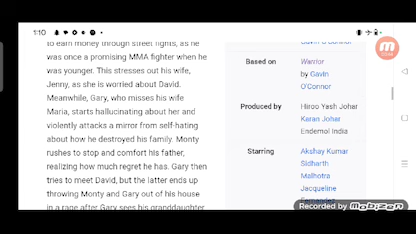 1:10
to earn money through street fights, as he
was once a promising MMA fighter when he
was younger. This stresses out his wife,
Jenny, as she is worried about David.
Meanwhile, Gary, who misses his wife
Maria, starts hallucinating about her and
violently attacks a mirror from self-hating
about how he destroyed his family. Monty
rushes to stop and comfort his father,
realizing how much regret he has. Gary then
tries to meet David, but the latter ends up
throwing Monty and Gary out of his house
in a rage after Gary sees his granddaughter
Gavin O'Connor
Based on
Warrior
by Gavin
O'Connor
Produced by
Hiroo Yash Johar
Karan Johar
Endemol India
Starring
Akshay Kumar
Sidharth
Malhotra
Jacqueline
Fernandez
Recorded by Mobizen